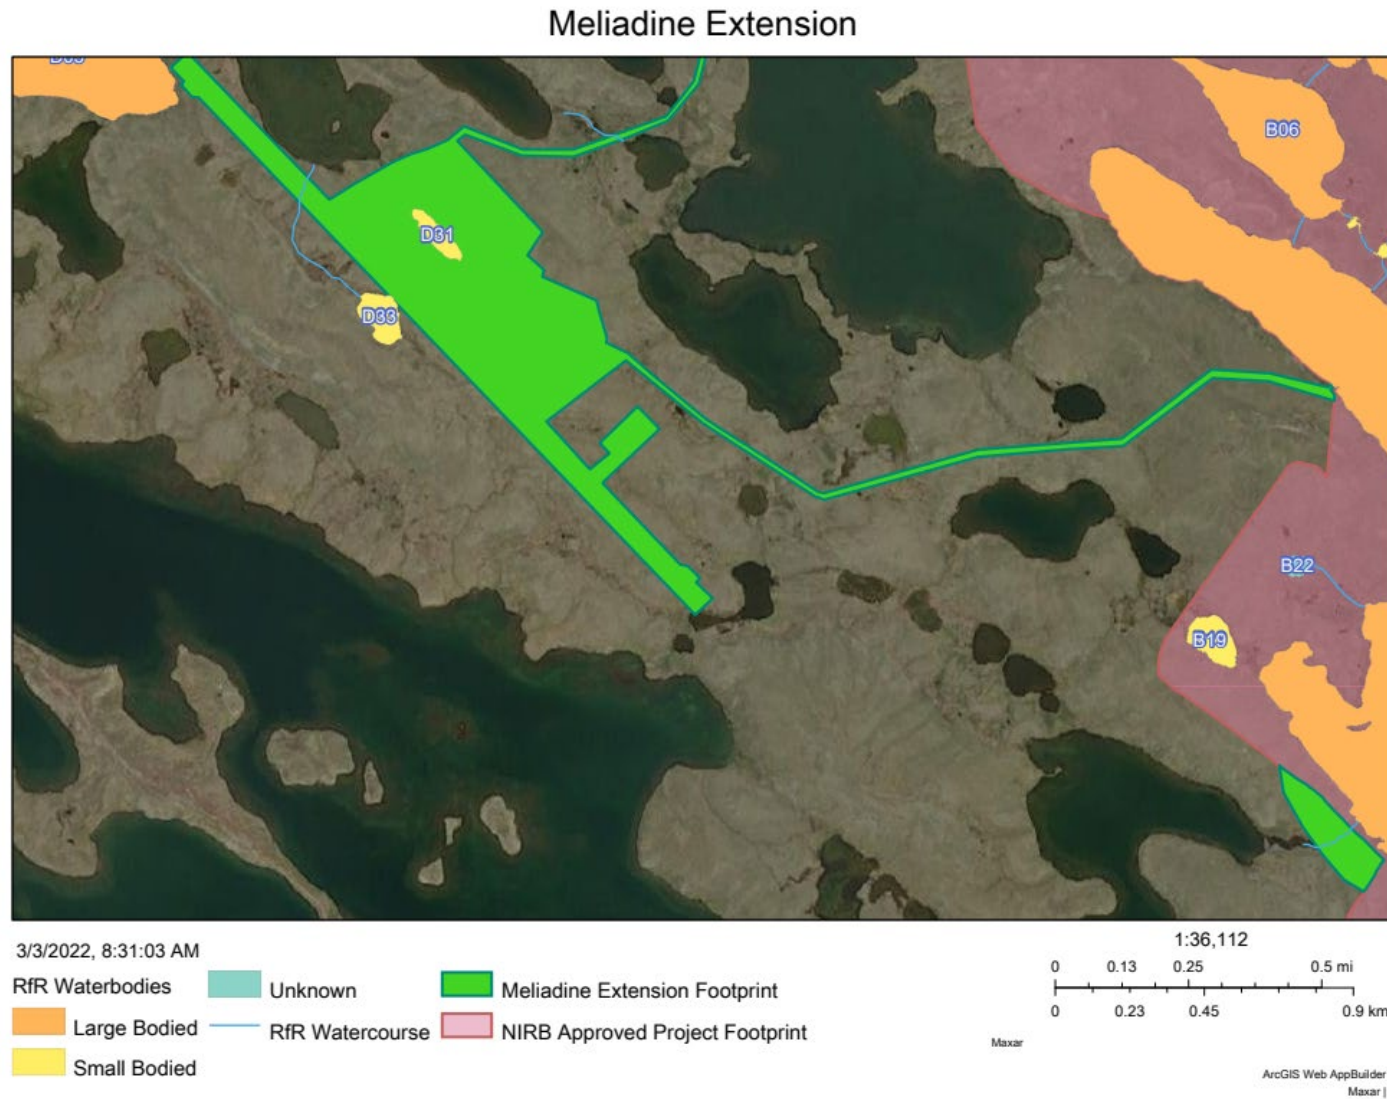 Meliadine Extension
B06
D31
D33
B22
B19
3/3/2022, 8:31:03 AM
RfR Waterbodies
Large Bodied
Small Bodied
Unknown
RfR Watercourse
Meliadine Extension Footprint
NIRB Approved Project Footprint
1:36,112
0 0.13 0.25 0.5 mi
0 0.23 0.45 0.9 km
Maxar
ArcGIS Web AppBuilder
Maxar |